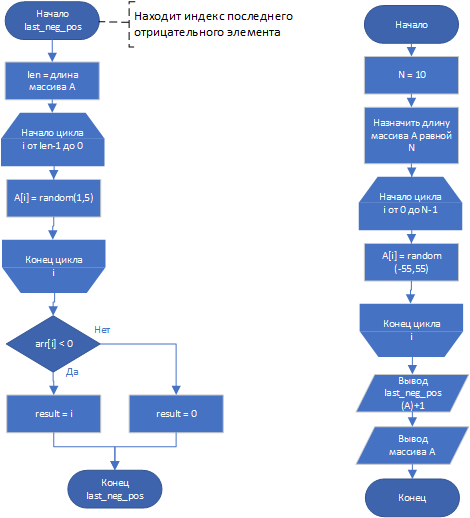 Начало
last_neg_pos
Находит индекс последнего
отрицательного элемента
len = длина
массива А
Начало цикла
i от len-1 до 0
A[i] = random(1,5)
Конец цикла
i
arr[i] < 0
Нет
Да
result = i
result = 0
Конец
last_neg_pos
Начало
N = 10
Назначить длину
массива А равной
N
Начало цикла
i от 0 до N-1
A[i] = random
(-55,55)
Конец цикла
i
Вывод
last_neg_pos
(A)+1
Вывод
массива А
Конец